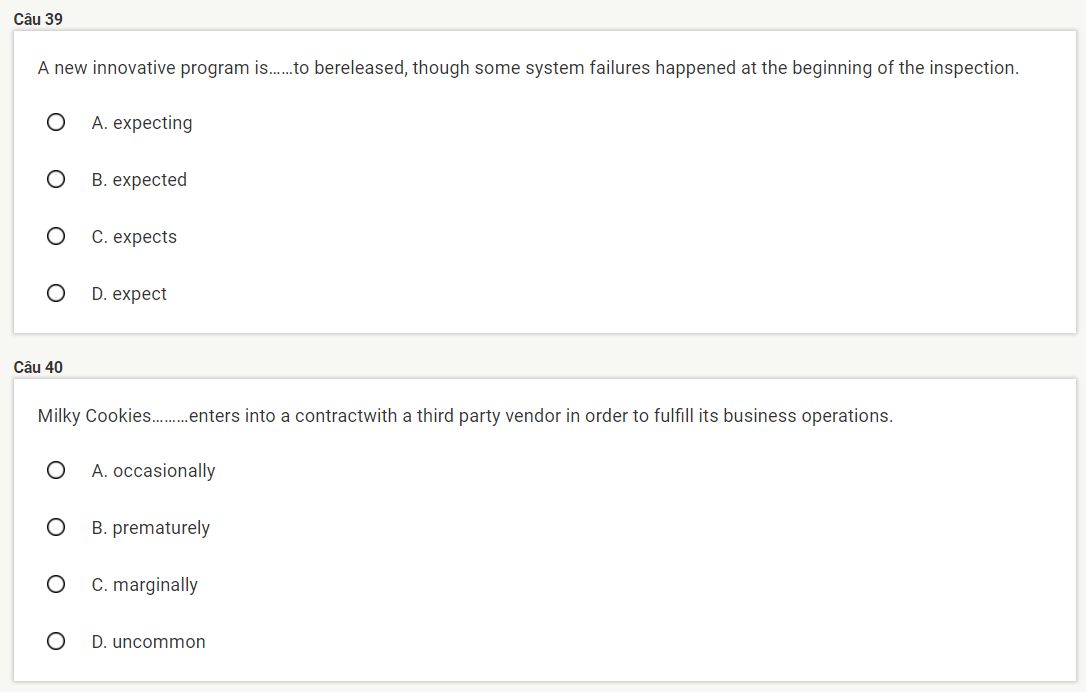 Câu 39
A new innovative program is......to bereleased, though some system failures happened at the beginning of the inspection.
A. expecting
B. expected
C. expects
D. expect
Câu 40
Milky Cookies.........enters into a contractwith a third party vendor in order to fulfill its business operations.
A. occasionally
B. prematurely
C. marginally
D. uncommon